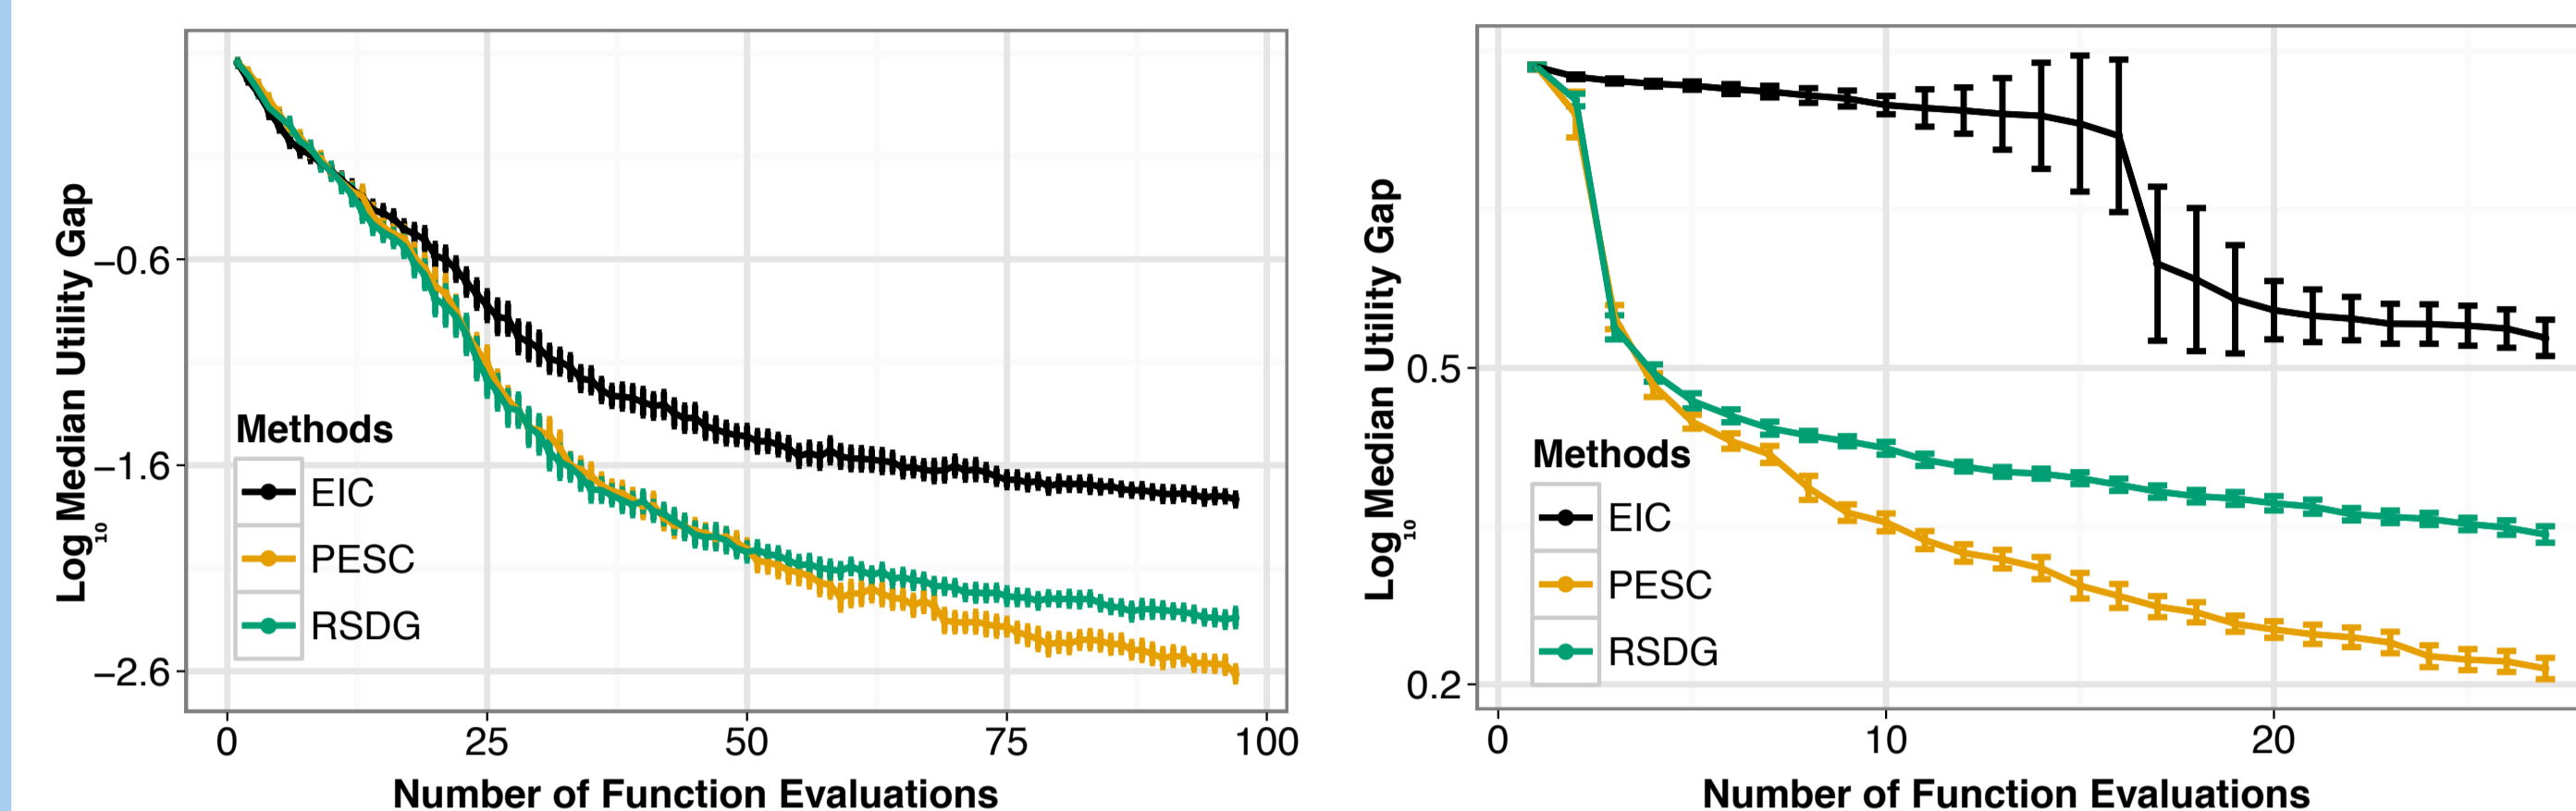 Log10 Median Utility Gap
−0.6
−1.6
−2.6
Methods
EIC
PESC
RSDG
0 25 50 75 100
Number of Function Evaluations
Log10 Median Utility Gap
0.5
0.2
Methods
EIC
PESC
RSDG
0 10 20
Number of Function Evaluations